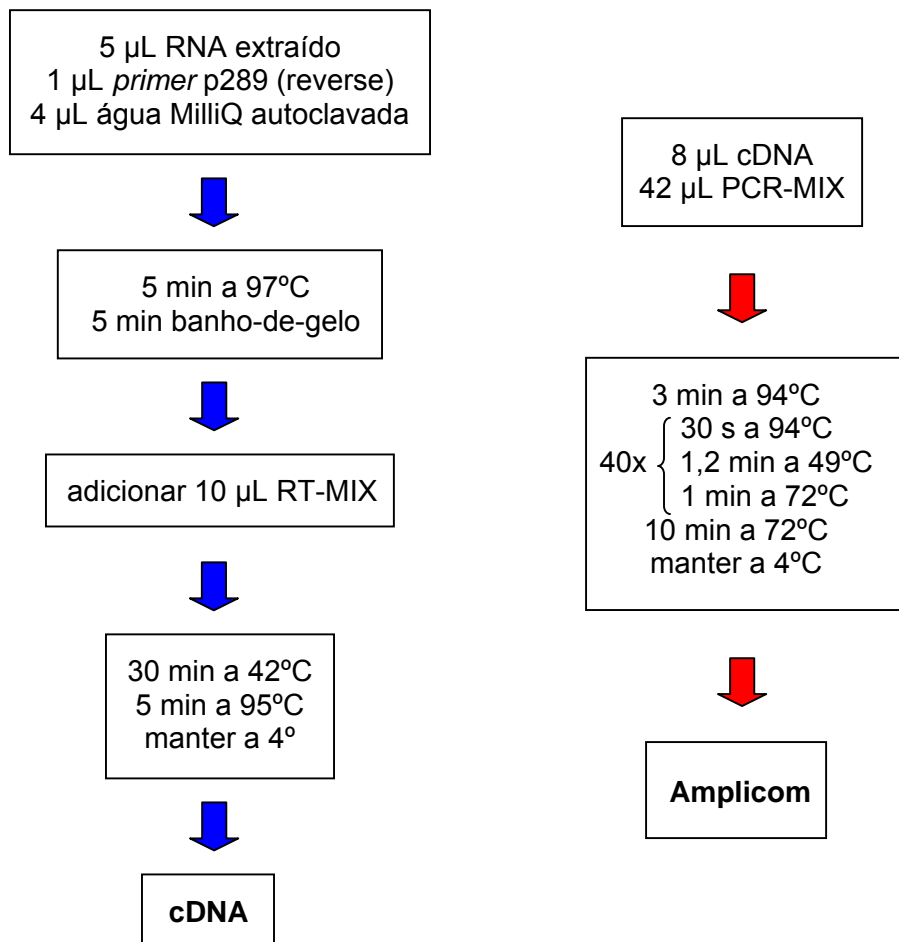 5 µL RNA extraído
1 µL primer p289 (reverse)
4 µL água MilliQ autoclavada
5 min a 97ºC
5 min banho-de-gelo
adicionar 10 µL RT-MIX
30 min a 42ºC
5 min a 95ºC
manter a 4º
cDNA
8 µL cDNA
42 µL PCR-MIX
3 min a 94ºC
30 s a 94ºC
40x 1,2 min a 49ºC
1 min a 72ºC
10 min a 72ºC
manter a 4ºC
Amplicom